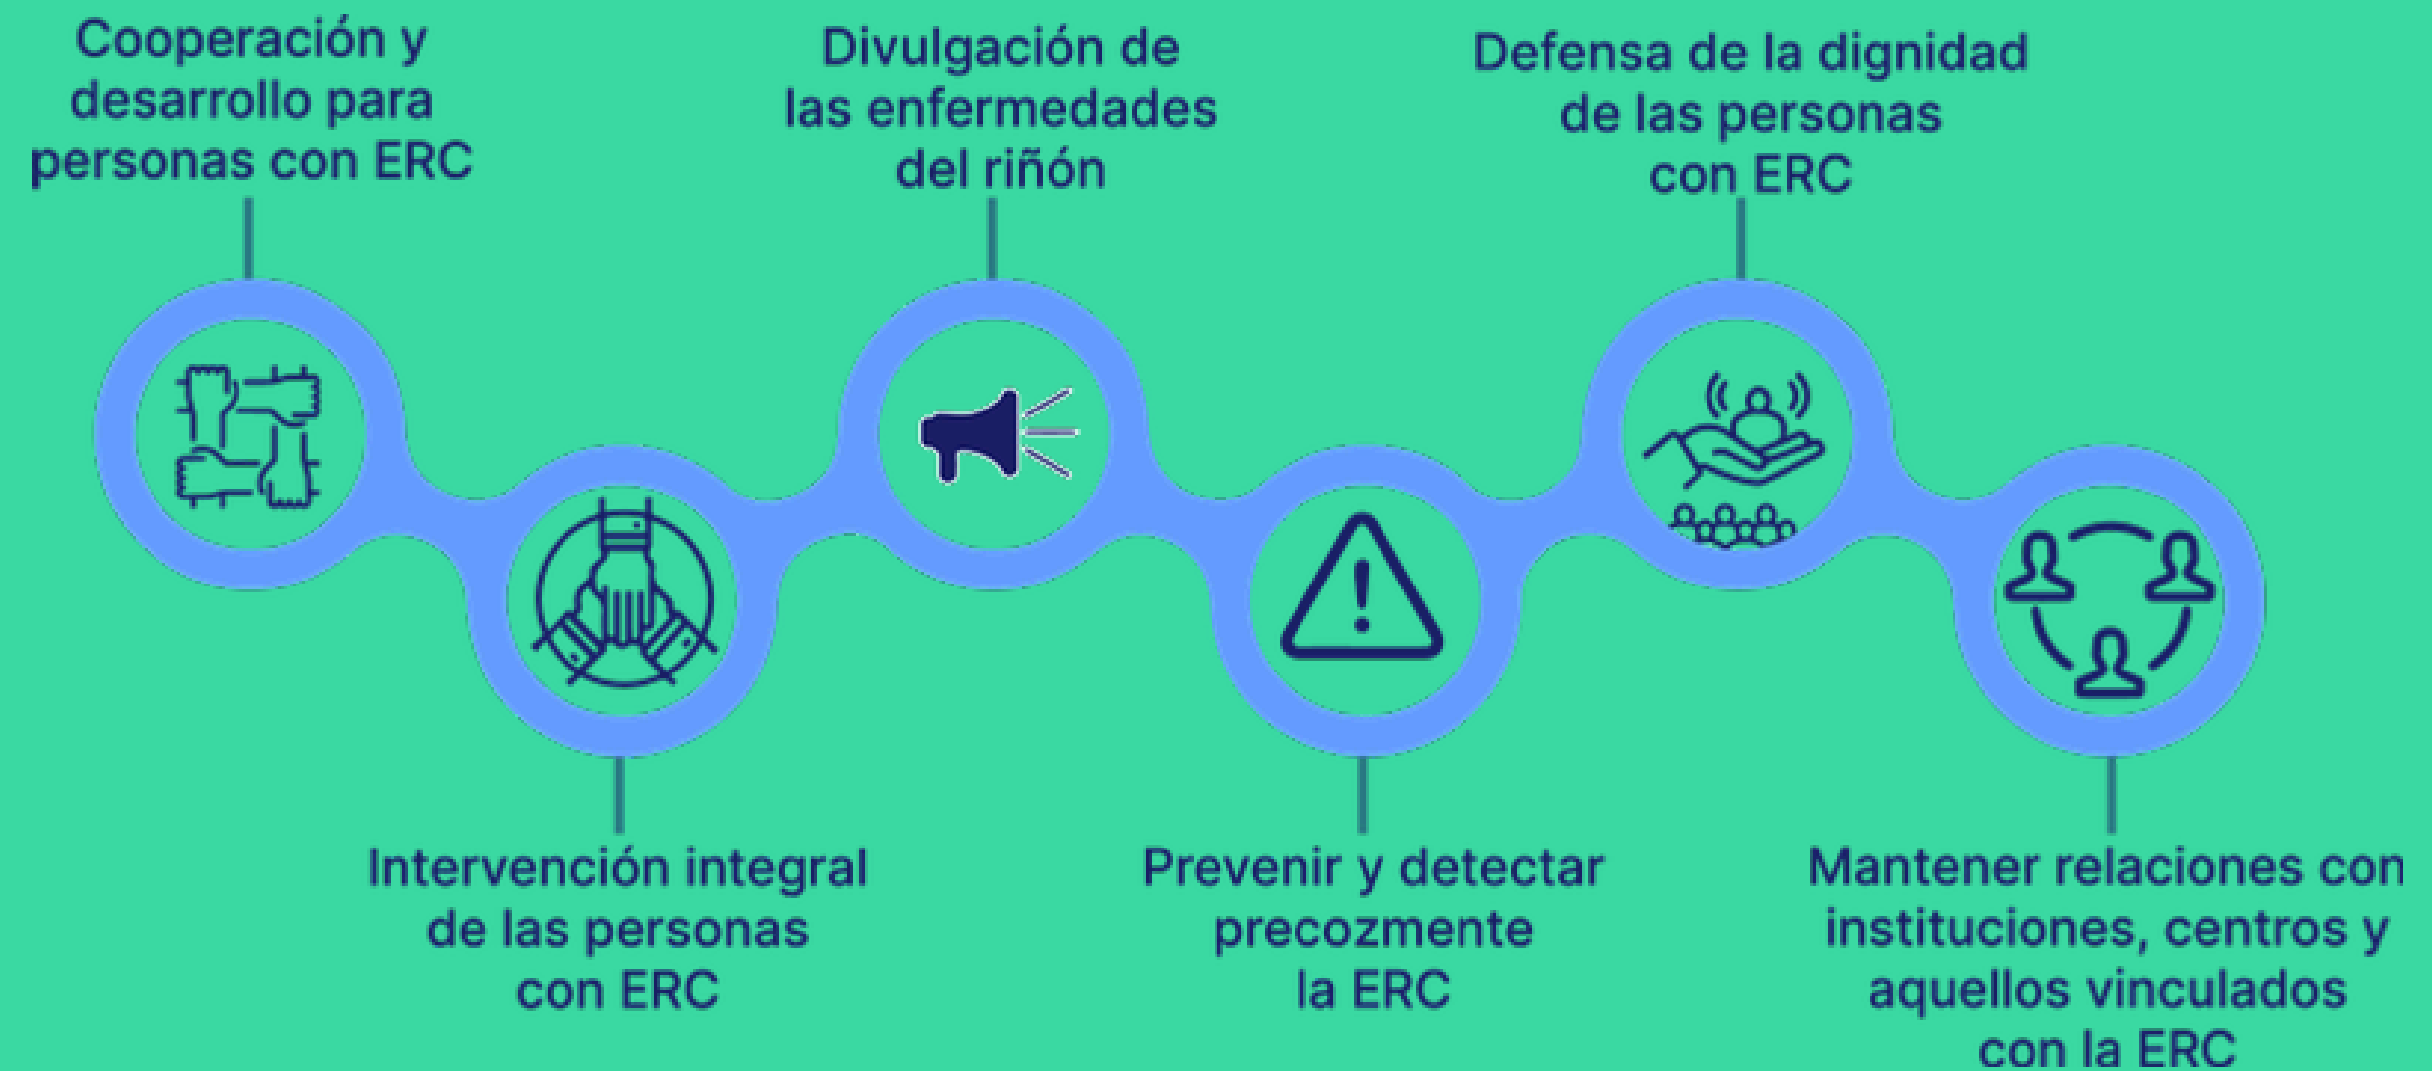 Cooperación y
desarrollo para
personas con ERC
Intervención integral
de las personas
con ERC
Divulgación de
las enfermedades
del riñón
Prevenir y detectar
precozmente
la ERC
Defensa de la dignidad
de las personas
con ERC
Mantener relaciones con
instituciones, centros y
aquellos vinculados
con la ERC